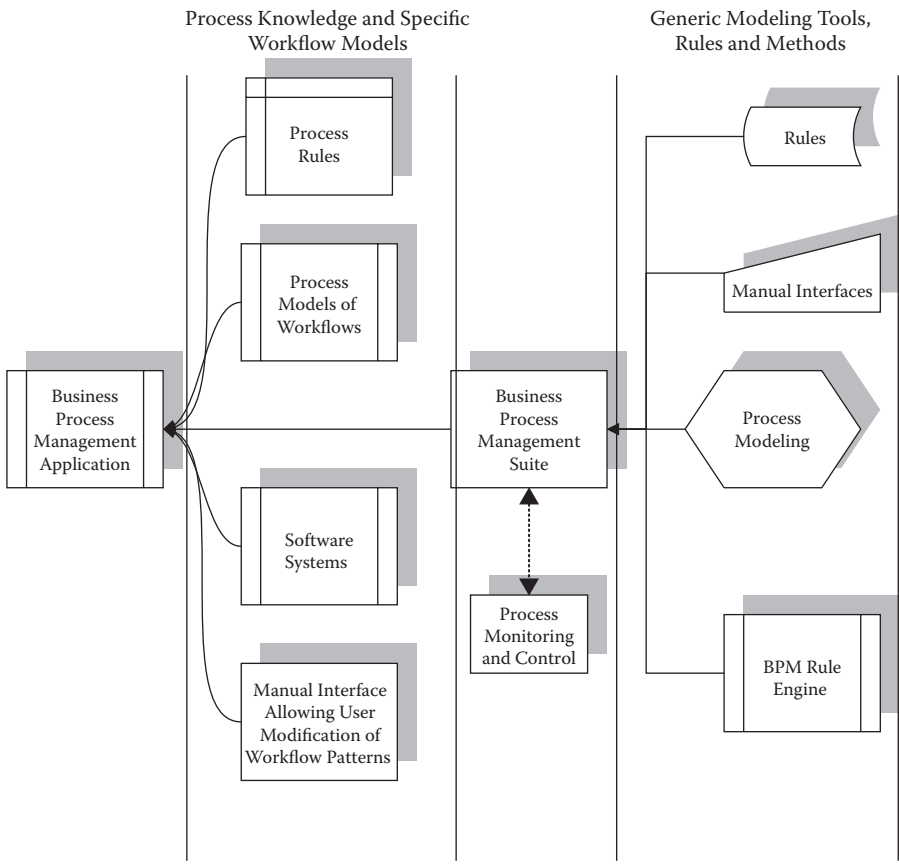 Process Knowledge and Specific
Workflow Models
Generic Modeling Tools,
Rules and Methods
Process
Rules
Rules
Process
Models of
Workflows
Manual Interfaces
Business
Process
Management
Application
Business
Process
Management
Suite
Process
Modeling
Software
Systems
Process
Monitoring
and Control
Manual Interface
Allowing User
Modification of
Workflow Patterns
BPM Rule
Engine